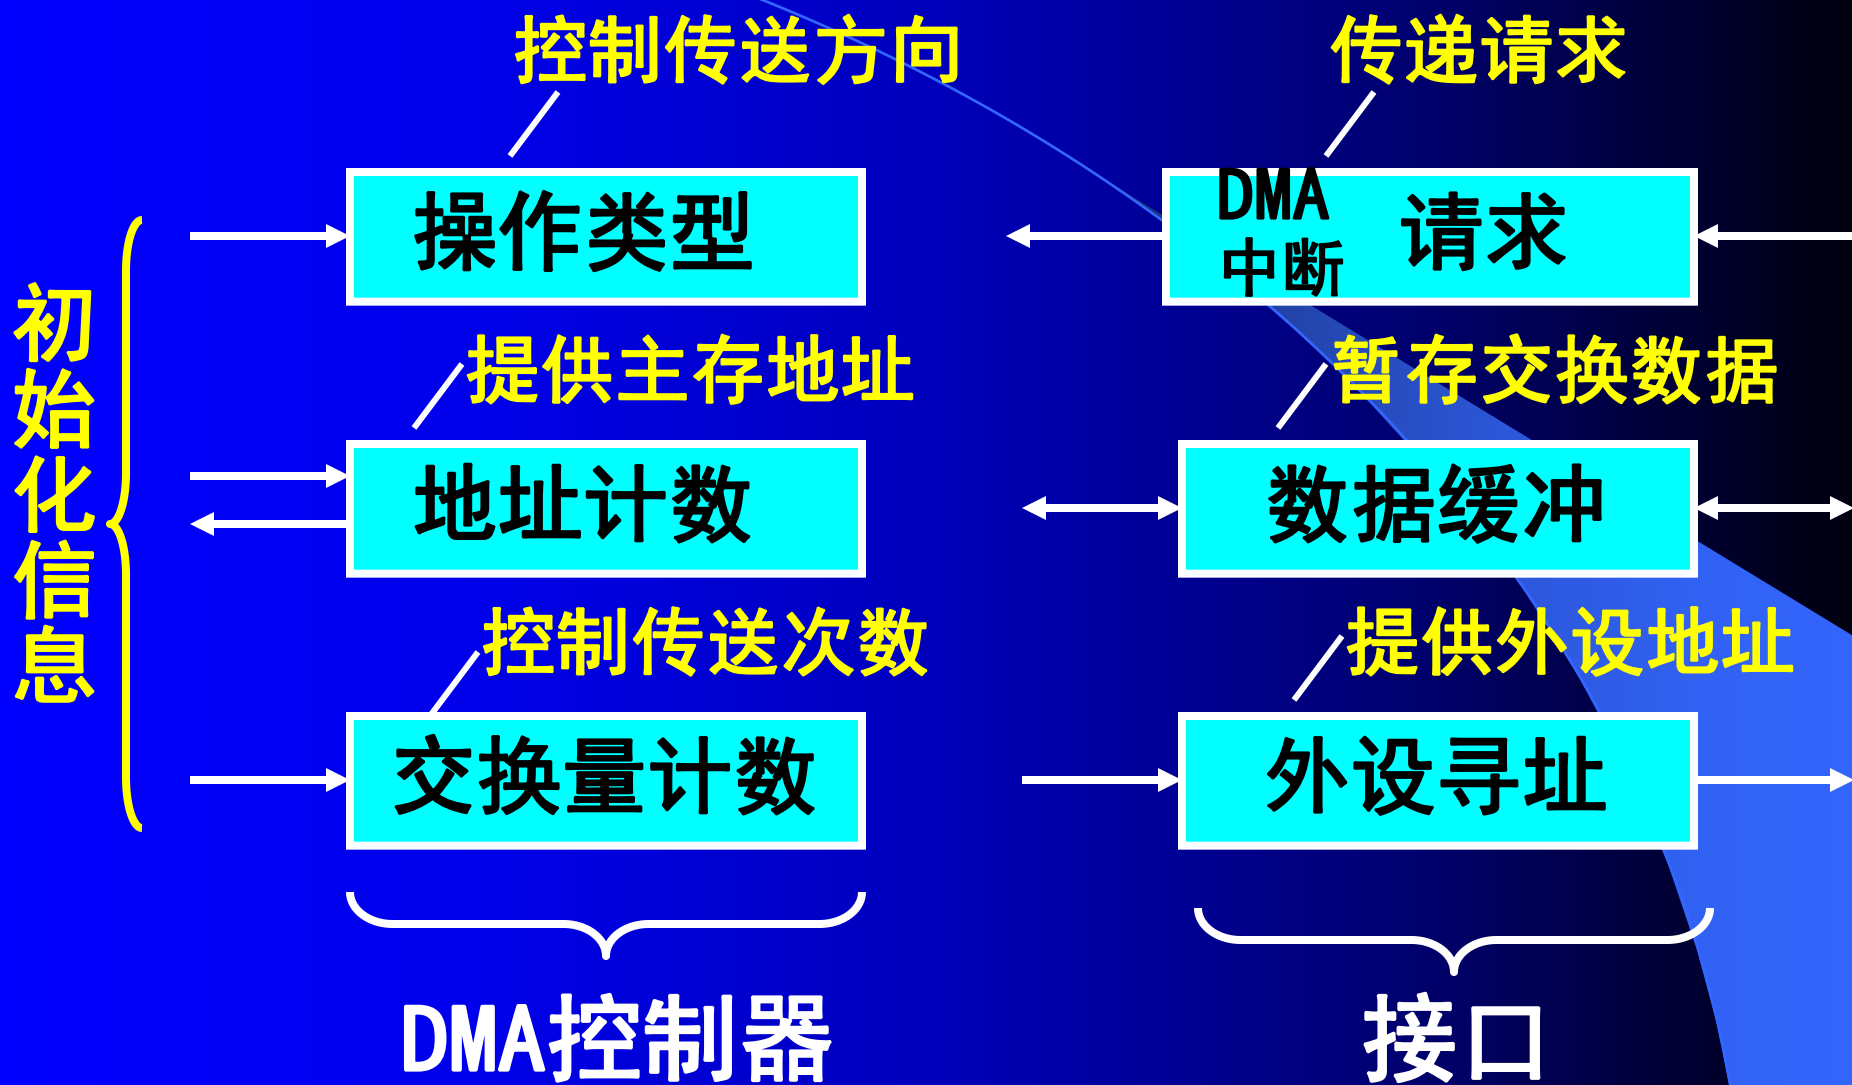 控制传送方向
传递请求
操作类型
DMA
中断
请求
初始化信息
提供主存地址
暂存交换数据
地址计数
数据缓冲
控制传送次数
提供外设地址
交换量计数
外设寻址
DMA控制器
接口